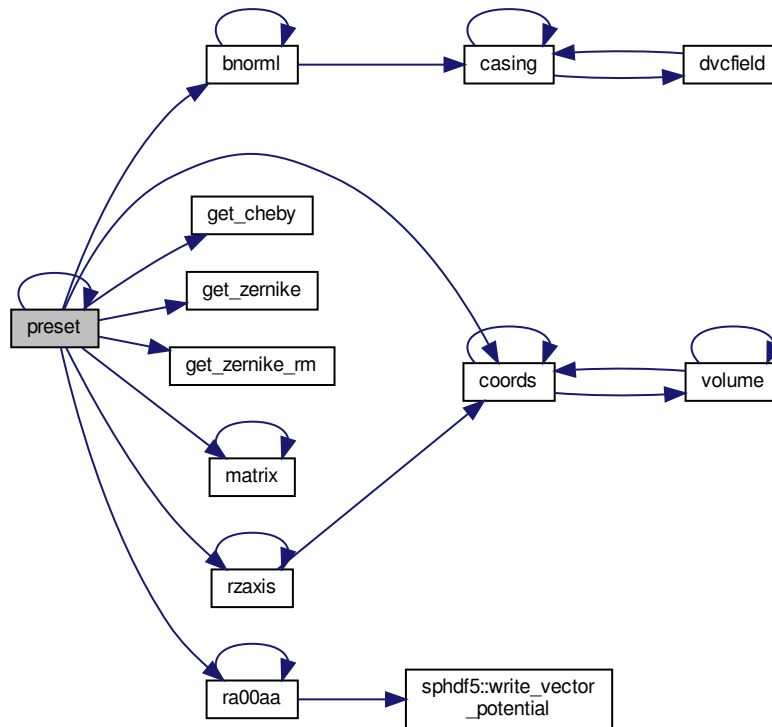 bnorml
casing
dvcfield
get_cheby
get_zernike
preset
get_zernike_rm
coords
volume
matrix
rzaxis
ra00aa
sphdf5::write_vector
_potential